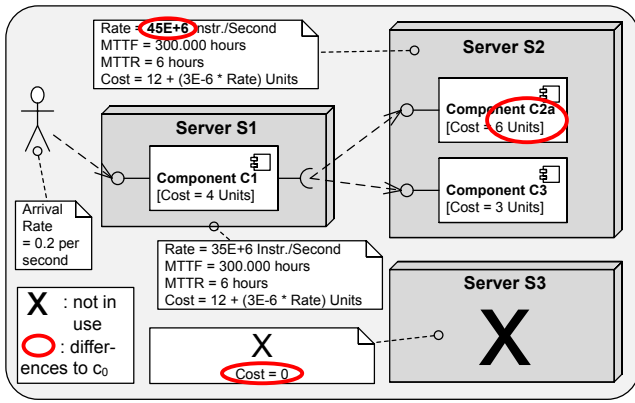 Rate = 45E+6 Instr./Second
MTTF = 300.000 hours
MTTR = 6 hours
Cost = 12 + (3E-6 * Rate) Units
Server S2
Component C2a
[Cost = 6 Units]
Server S1
Component C1
[Cost = 4 Units]
Component C3
[Cost = 3 Units]
Arrival
Rate
= 0.2 per
second
Rate = 35E+6 Instr./Second
MTTF = 300.000 hours
MTTR = 6 hours
Cost = 12 + (3E-6 * Rate) Units
Server S3
X
X : not in
use
: differ-
ences to c₀
X
Cost = 0